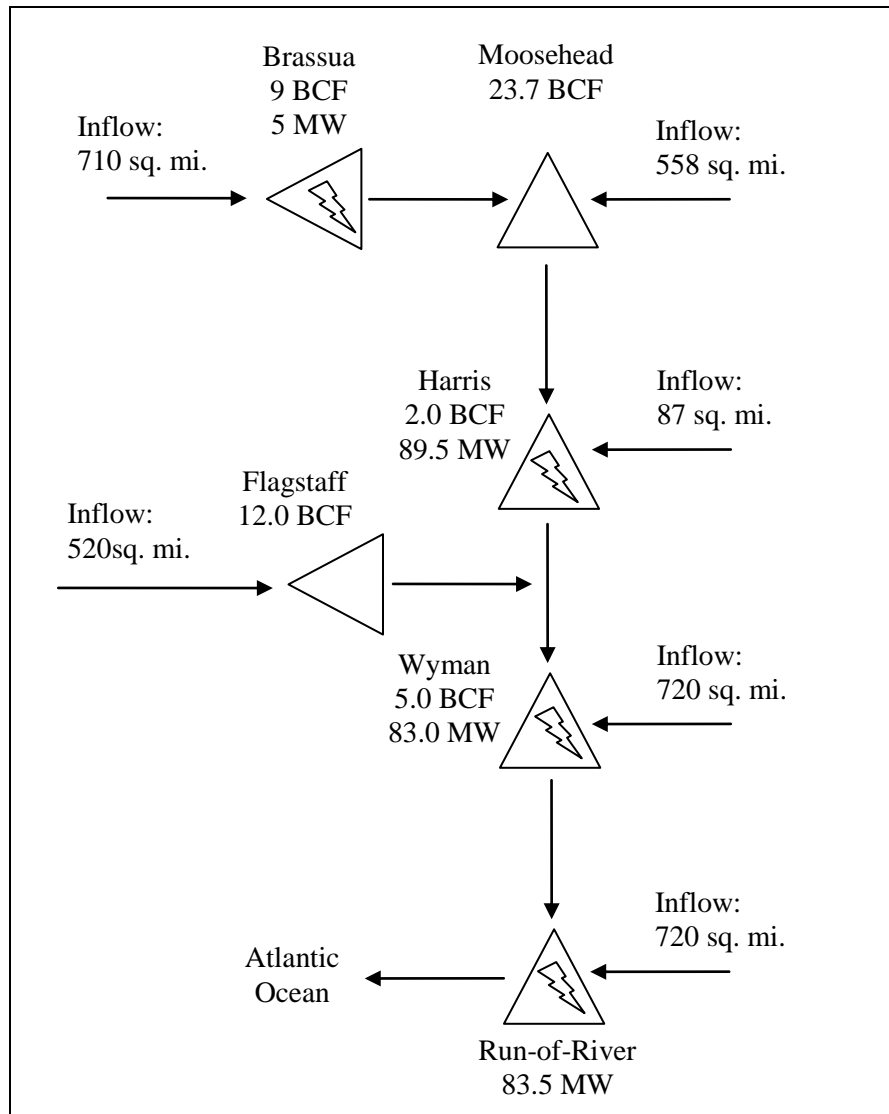 Brassua
9 BCF
5 MW
Moosehead
23.7 BCF
Inflow:
710 sq. mi.
Inflow:
558 sq. mi.
Harris
2.0 BCF
89.5 MW
Inflow:
87 sq. mi.
Flagstaff
12.0 BCF
Inflow:
520sq. mi.
Wyman
5.0 BCF
83.0 MW
Inflow:
720 sq. mi.
Inflow:
720 sq. mi.
Atlantic
Ocean
Run-of-River
83.5 MW